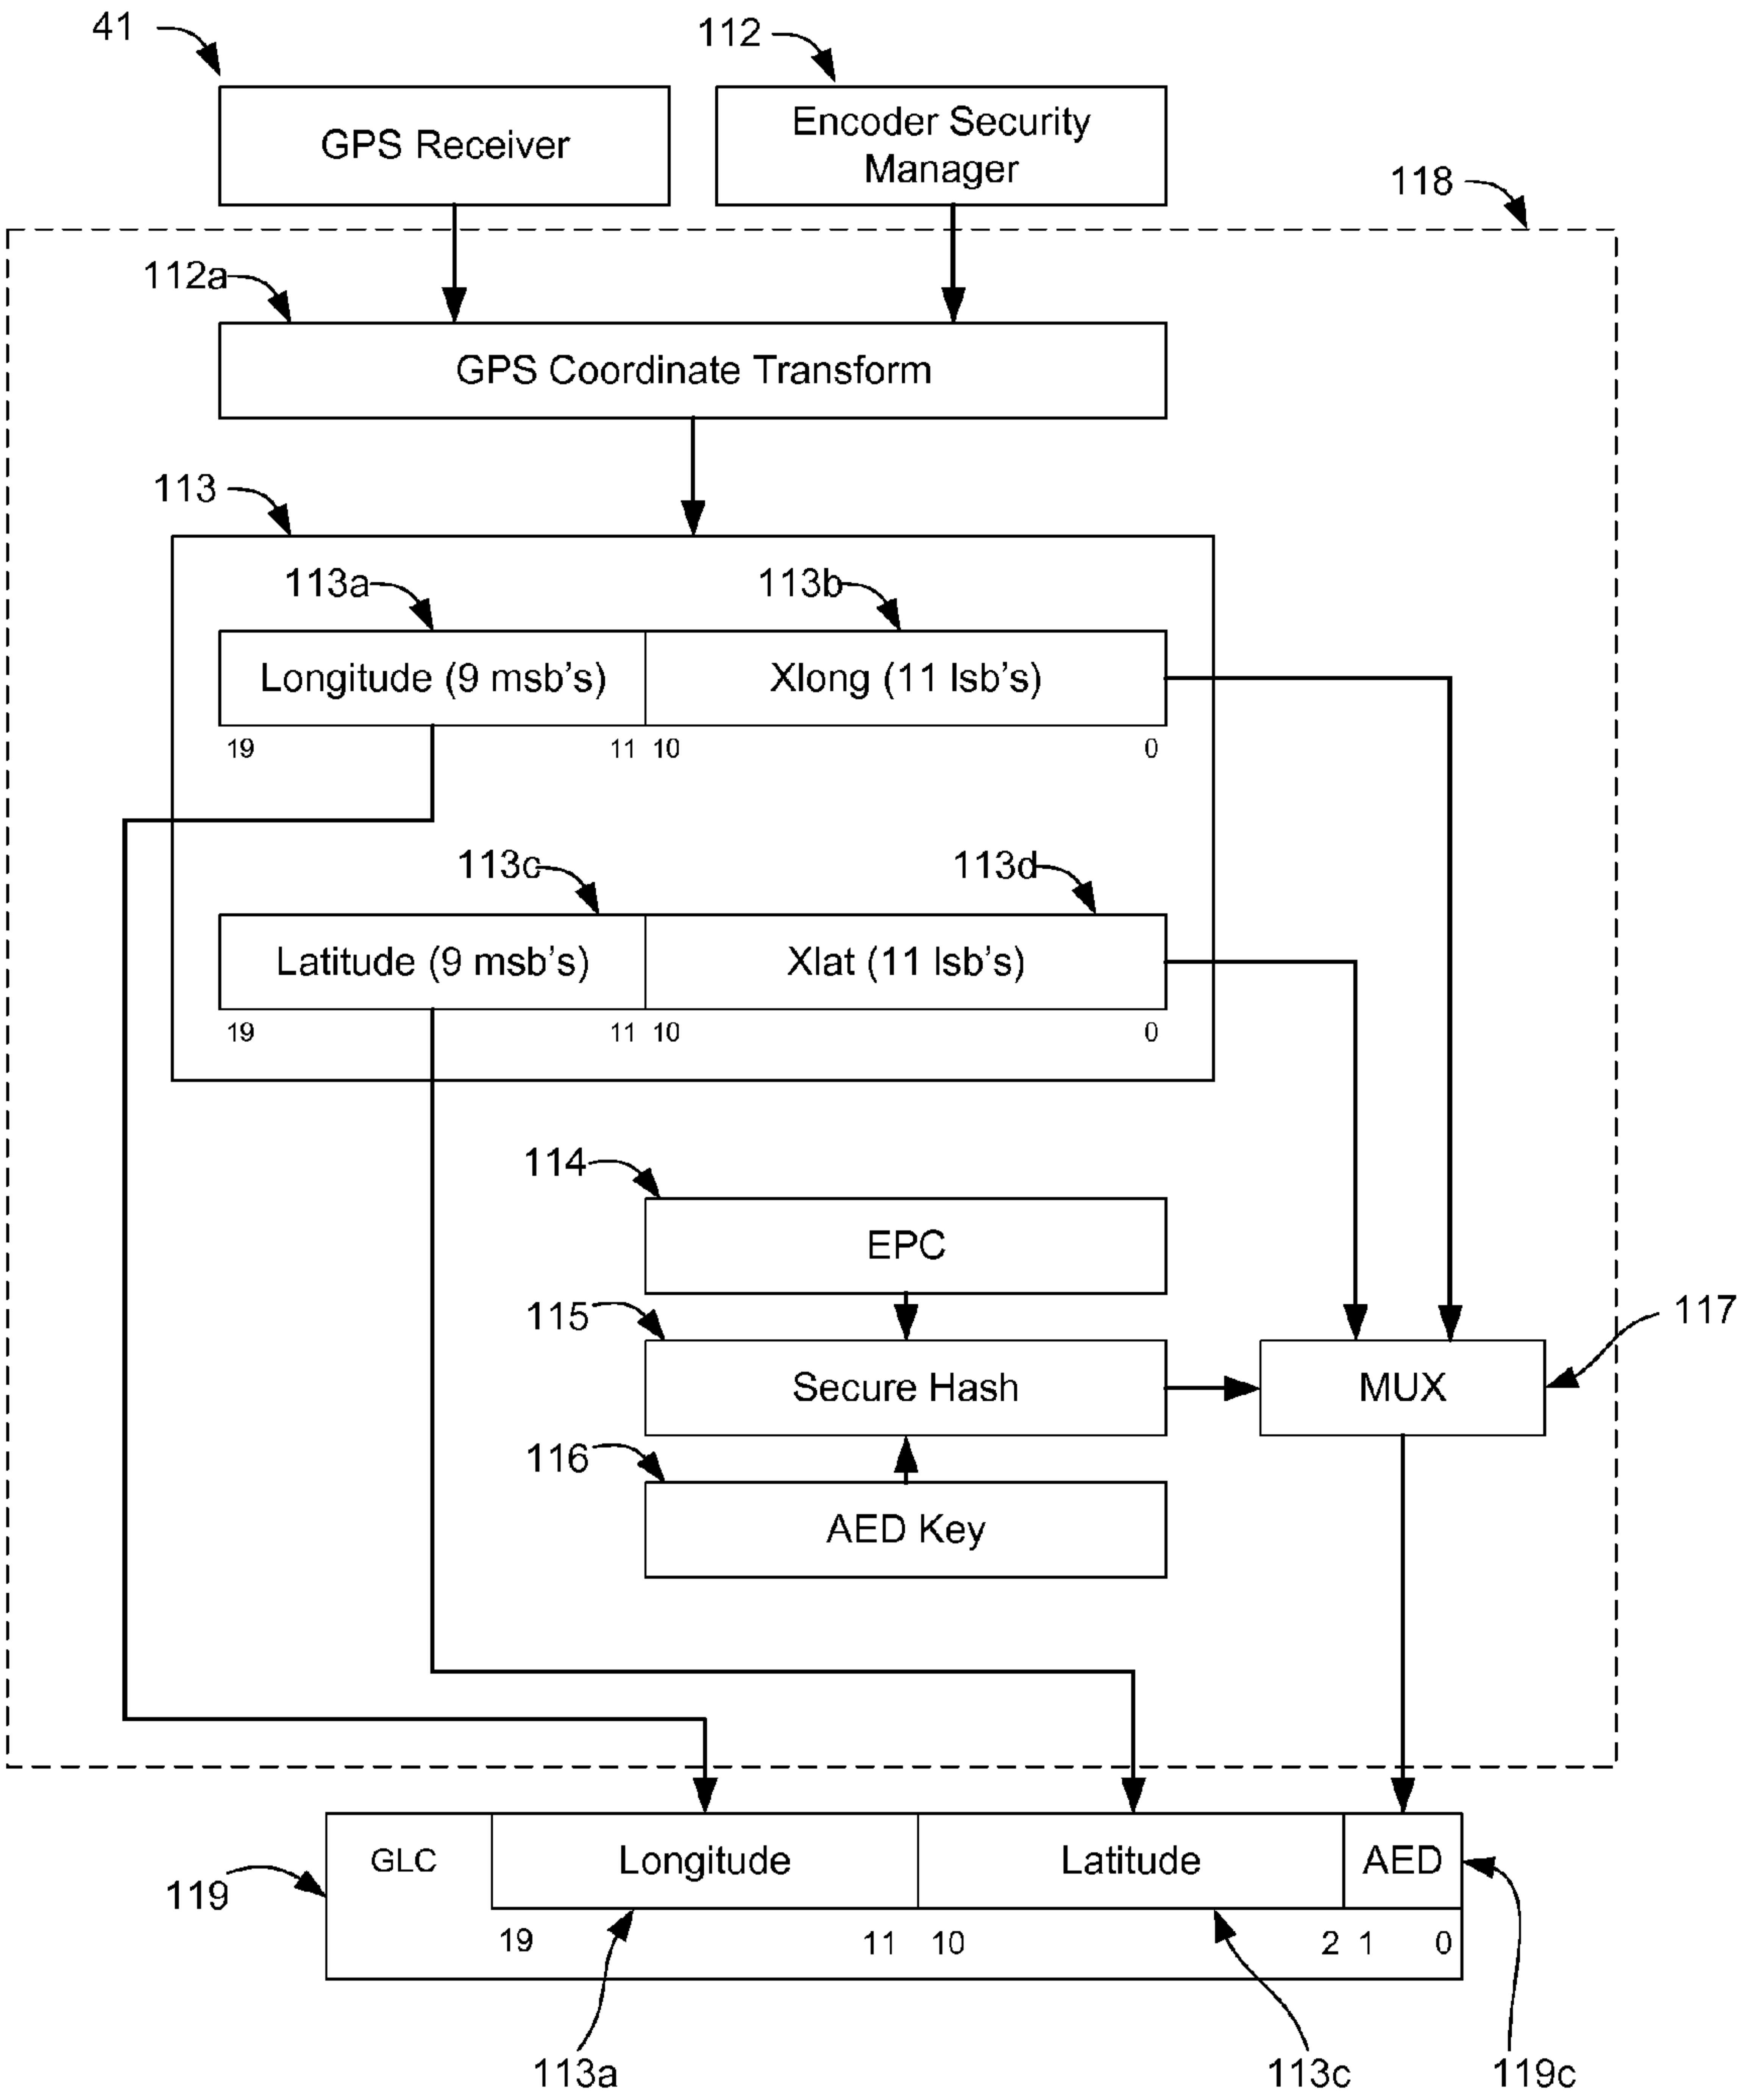 41
112
GPS Receiver
Encoder Security
Manager
118
112a
GPS Coordinate Transform
113
113a
113b
Longitude (9 msb's)
Xlong (11 lsb's)
19
11
10
0
113c
113d
Latitude (9 msb's)
Xlat (11 lsb's)
19
11
10
0
114
EPC
115
117
Secure Hash
MUX
116
AED Key
GLC
Longitude
Latitude
AED
119
19
11
10
2
1
0
113a
113c
119c